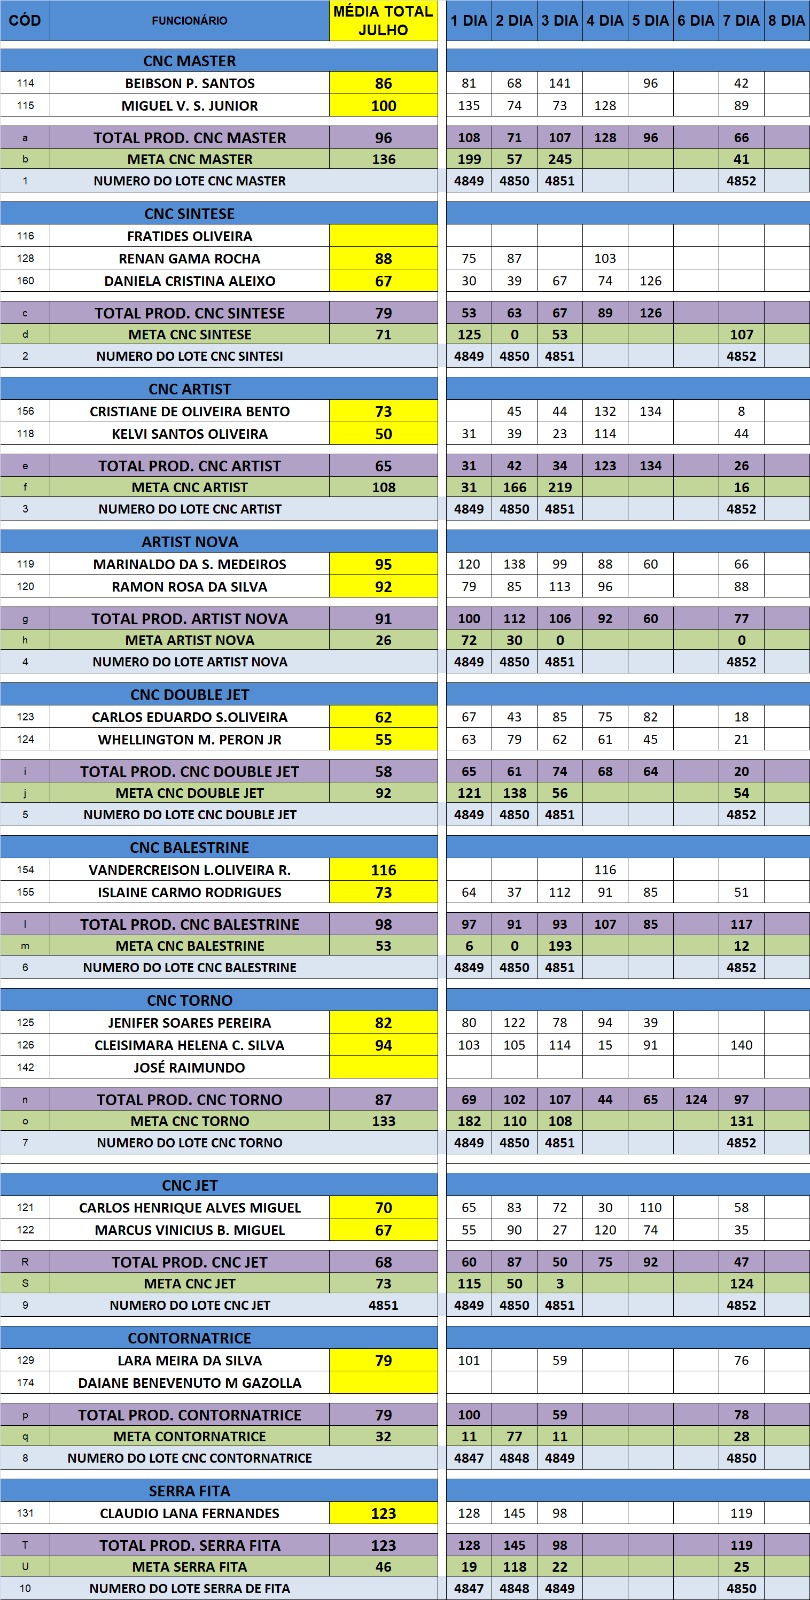 CÓD FUNCIONÁRIO MÉDIA TOTAL JULHO 1 DIA 2 DIA 3 DIA 4 DIA 5 DIA 6 DIA 7 DIA 8 DIA
CNC MASTER
114 BEIBSON P. SANTOS 86 81 68 141 96 42
115 MIGUEL V. S. JUNIOR 100 135 74 73 128 89
a TOTAL PROD. CNC MASTER 96 108 71 107 128 96 66
b META CNC MASTER 136 199 57 245 41
1 NUMERO DO LOTE CNC MASTER 4849 4850 4851 4852
CNC SINTESE
116 FRATIDES OLIVEIRA
128 RENAN GAMA ROCHA 88 75 87 103
160 DANIELA CRISTINA ALEIXO 67 30 39 67 74 126
c TOTAL PROD. CNC SINTESE 79 53 63 67 89 126
d META CNC SINTESE 71 125 0 53 107
2 NUMERO DO LOTE CNC SINTESI 4849 4850 4851 4852
CNC ARTIST
156 CRISTIANE DE OLIVEIRA BENTO 73 45 44 132 134 8
118 KELVI SANTOS OLIVEIRA 50 31 39 23 114 44
e TOTAL PROD. CNC ARTIST 65 31 42 34 123 134 26
f META CNC ARTIST 108 31 166 219 16
3 NUMERO DO LOTE CNC ARTIST 4849 4850 4851 4852
ARTIST NOVA
119 MARINALDO DA S. MEDEIROS 95 120 138 99 88 60 66
120 RAMON ROSA DA SILVA 92 79 85 113 96 88
g TOTAL PROD. ARTIST NOVA 91 100 112 106 92 60 77
h META ARTIST NOVA 26 72 30 0 0
4 NUMERO DO LOTE ARTIST NOVA 4849 4850 4851 4852
CNC DOUBLE JET
123 CARLOS EDUARDO S.OLIVEIRA 62 67 43 85 75 82 18
124 WHELLINGTON M. PERON JR 55 63 79 62 61 45 21
i TOTAL PROD. CNC DOUBLE JET 58 65 61 74 68 64 20
j META CNC DOUBLE JET 92 121 138 56 54
5 NUMERO DO LOTE CNC DOUBLE JET 4849 4850 4851 4852
CNC BALESTRINE
154 VANDERCREISON L.OLIVEIRA R. 116 116
155 ISLAINE CARMO RODRIGUES 73 64 37 112 91 85 51
l TOTAL PROD. CNC BALESTRINE 98 97 91 93 107 85 117
m META CNC BALESTRINE 53 6 0 193 12
6 NUMERO DO LOTE CNC BALESTRINE 4849 4850 4851 4852
CNC TORNO
125 JENIFER SOARES PEREIRA 82 80 122 78 94 39
126 CLEISIMARA HELENA C. SILVA 94 103 105 114 15 91 140
142 JOSÉ RAIMUNDO
n TOTAL PROD. CNC TORNO 87 69 102 107 44 65 124 97
o META CNC TORNO 133 182 110 108 131
7 NUMERO DO LOTE CNC TORNO 4849 4850 4851 4852
CNC JET
121 CARLOS HENRIQUE ALVES MIGUEL 70 65 83 72 30 110 58
122 MARCUS VINICIUS B. MIGUEL 67 55 90 27 120 74 35
R TOTAL PROD. CNC JET 68 60 87 50 75 92 47
S META CNC JET 73 115 50 3 124
9 NUMERO DO LOTE CNC JET 4851 4849 4850 4851 4852
CONTORNATRICE
129 LARA MEIRA DA SILVA 79 101 59 76
174 DAIANE BENEVENUTO M GAZOLLA
p TOTAL PROD. CONTORNATRICE 79 100 59 78
q META CONTORNATRICE 32 11 77 11 28
8 NUMERO DO LOTE CNC CONTORNATRICE 4847 4848 4849 4850
SERRA FITA
131 CLAUDIO LANA FERNANDES 123 128 145 98 119
T TOTAL PROD. SERRA FITA 123 128 145 98 119
U META SERRA FITA 46 19 118 22 25
10 NUMERO DO LOTE SERRA DE FITA 4847 4848 4849 4850